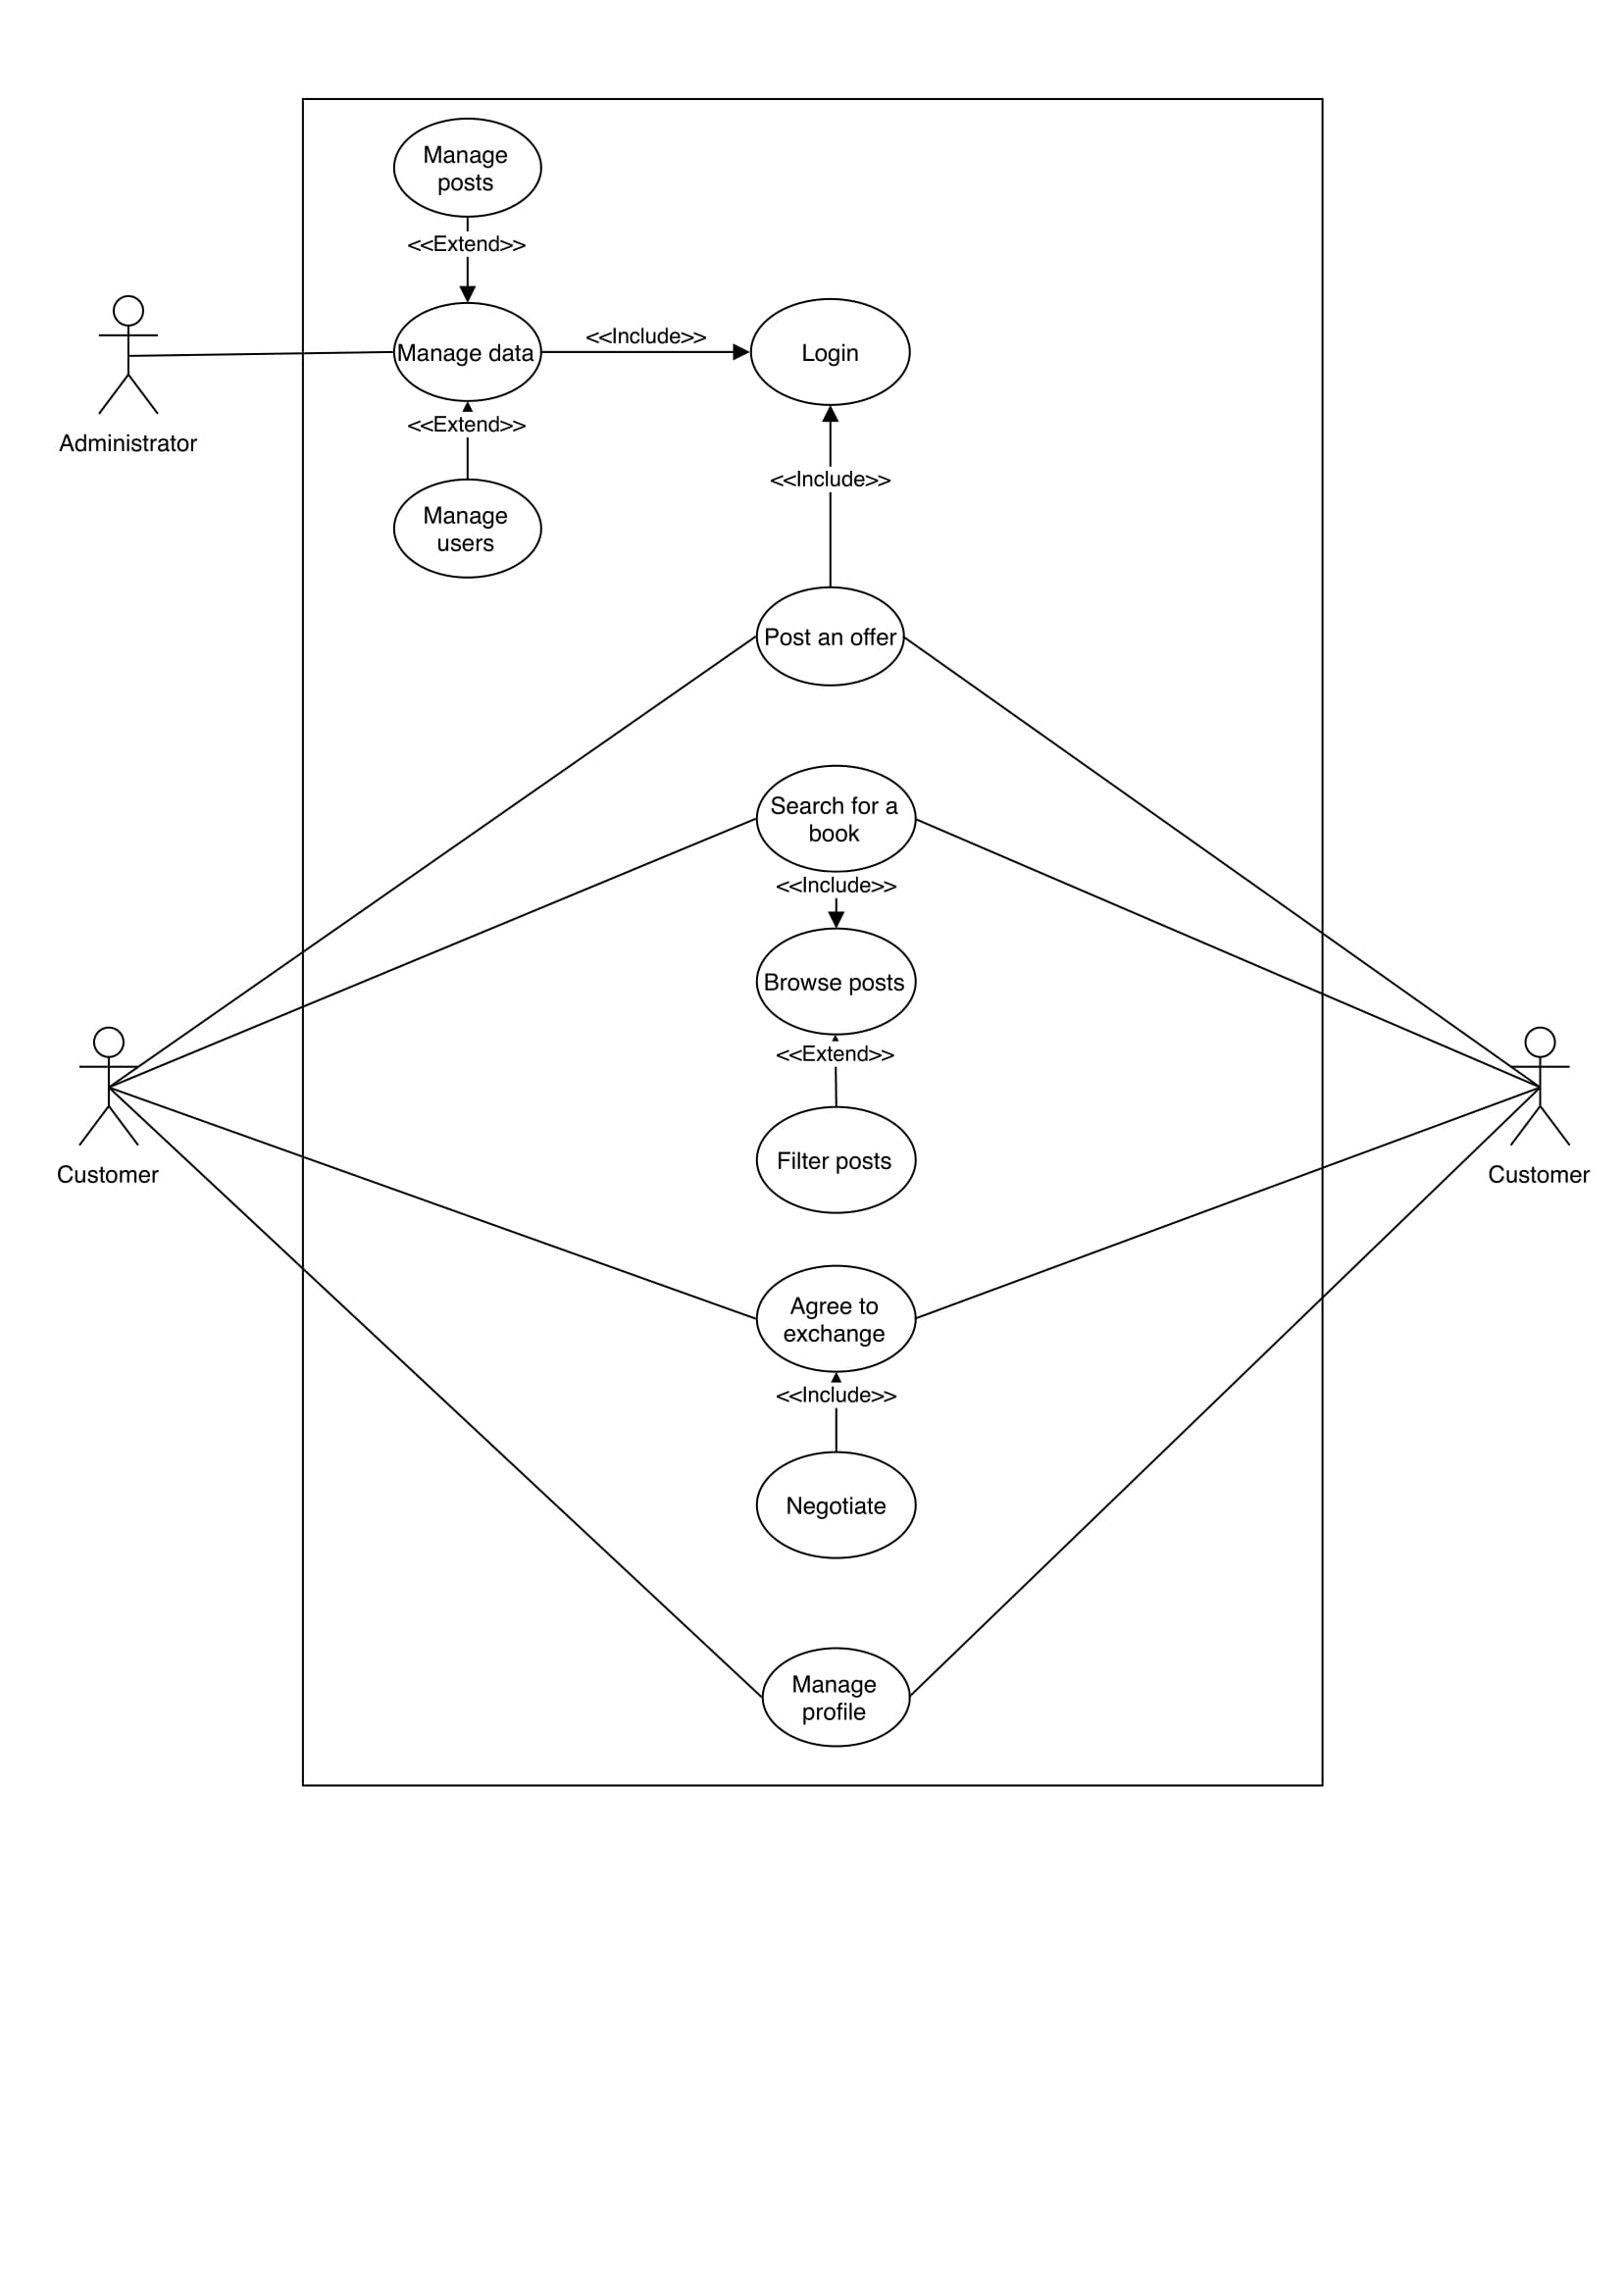 Manage
posts
<<Extend>>
Manage data
<<Include>>
Login
Administrator
<<Extend>>
<<Include>>
Manage
users
Post an offer
Search for a
book
<<Include>>
Browse posts
<<Extend>>
Filter posts
Customer
Customer
Agree to
exchange
<<Include>>
Negotiate
Manage
profile